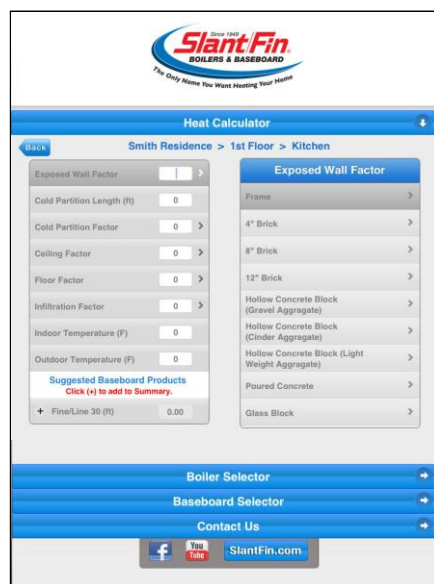 Since 1949
Slant/Fin®
BOILERS & BASEBOARD
The Only Name You Want Heating Your Home
Heat Calculator
Back
Smith Residence > 1st Floor > Kitchen
Exposed Wall Factor
Cold Partition Length (ft) 0
Cold Partition Factor 0
Ceiling Factor 0
Floor Factor 0
Infiltration Factor 0
Indoor Temperature (F) 0
Outdoor Temperature (F) 0
Suggested Baseboard Products
Click (+) to add to Summary.
+ Fine/Line 30 (ft) 0.00
Exposed Wall Factor
Frame
4" Brick
8" Brick
12" Brick
Hollow Concrete Block
(Gravel Aggragate)
Hollow Concrete Block
(Cinder Aggragate)
Hollow Concrete Block (Light
Weight Aggragate)
Poured Concrete
Glass Block
Boiler Selector
Baseboard Selector
Contact Us
f
You
Tube
SlantFin.com